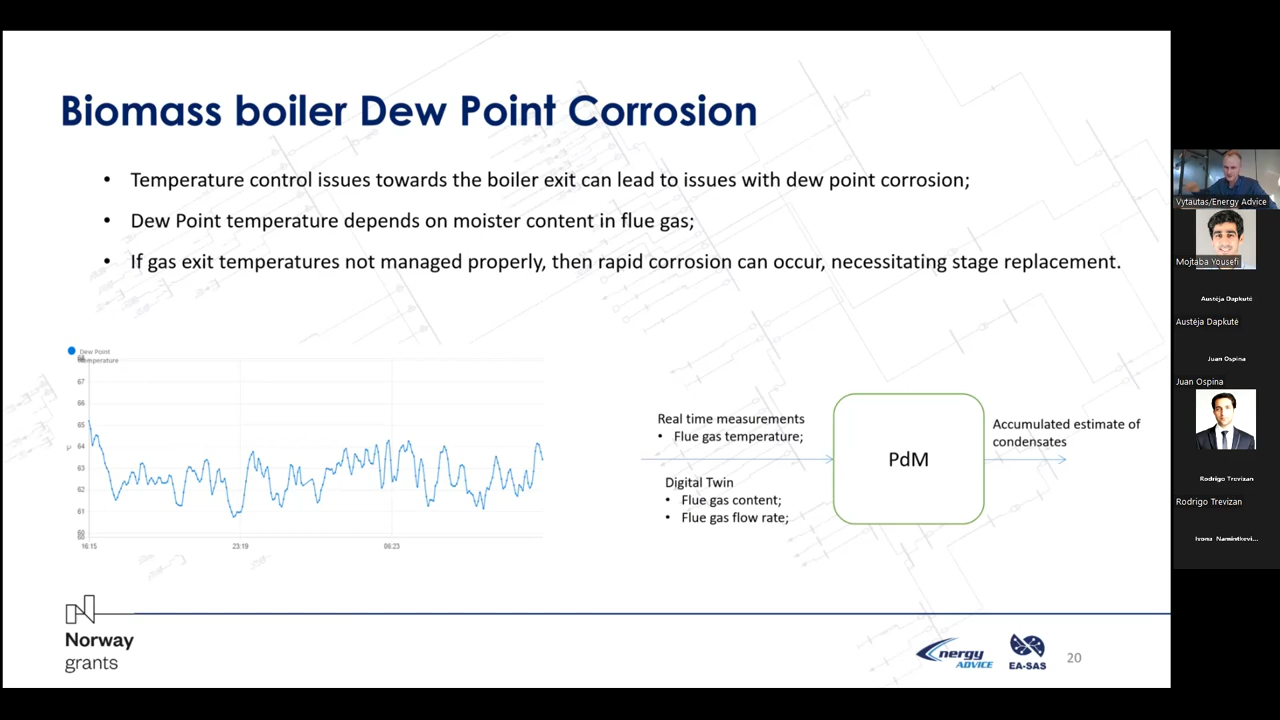 Biomass boiler Dew Point Corrosion
• Temperature control issues towards the boiler exit can lead to issues with dew point corrosion;
• Dew Point temperature depends on moister content in flue gas;
• If gas exit temperatures not managed properly, then rapid corrosion can occur, necessitating stage replacement.
Dew Point
Temperature
68
67
66
65
64
63
62
61
60
16:15
23:19
06:23
°C
Real time measurements
• Flue gas temperature;
Digital Twin
• Flue gas content;
• Flue gas flow rate;
PdM
Accumulated estimate of
condensates
Norway
grants
nergy
ADVICE
EA-SAS
20
Vytautas/Energy Advice
Mojtaba Yousefi
Austėja Dapkutė
Austėja Dapkutė
Juan Ospina
Juan Ospina
Rodrigo Trevizan
Rodrigo Trevizan